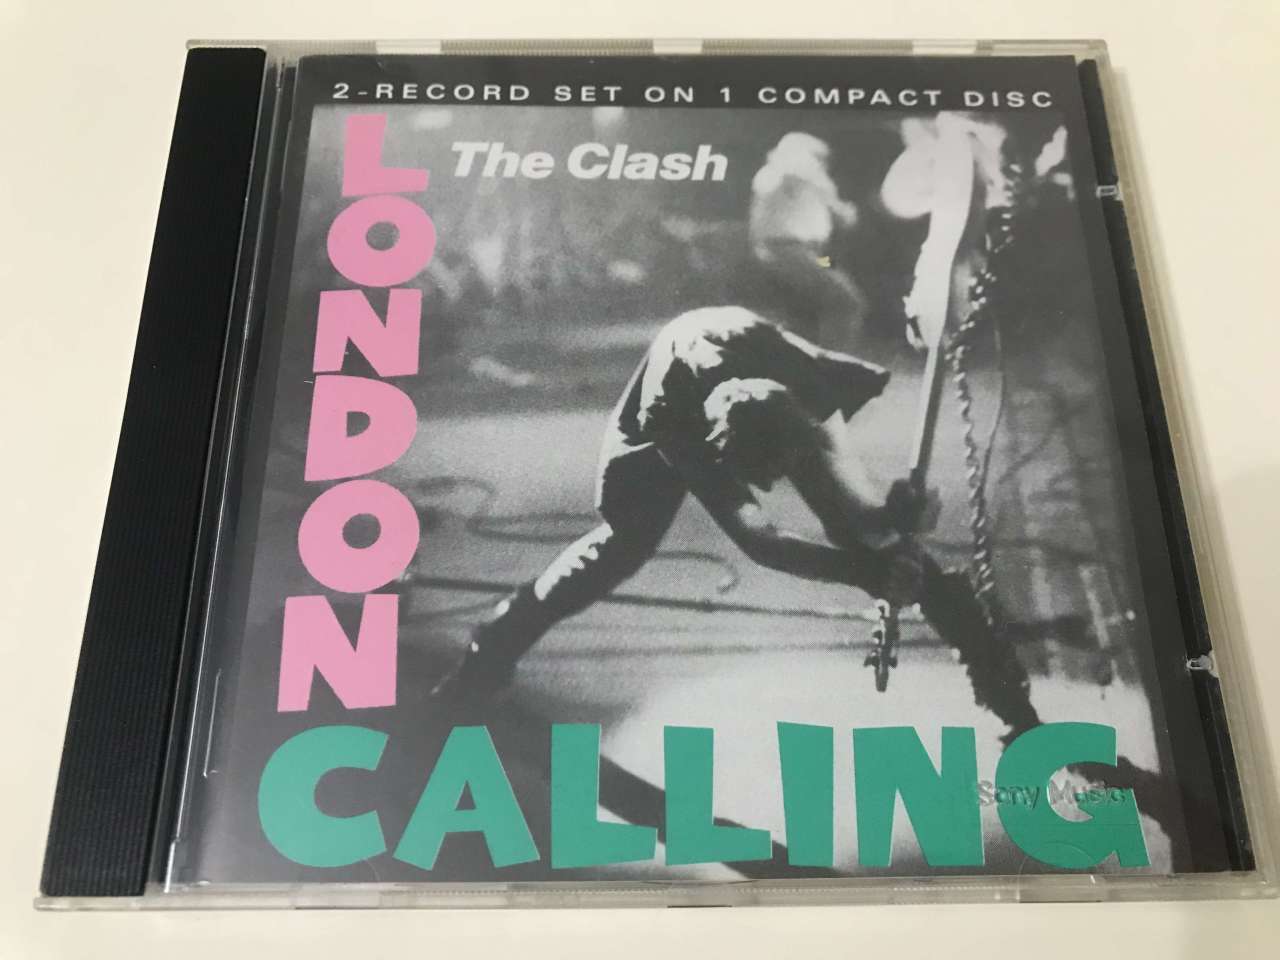 2-RECORD SET ON 1 COMPACT DISC
The Clash
LONDON
CALLING
Sony Music